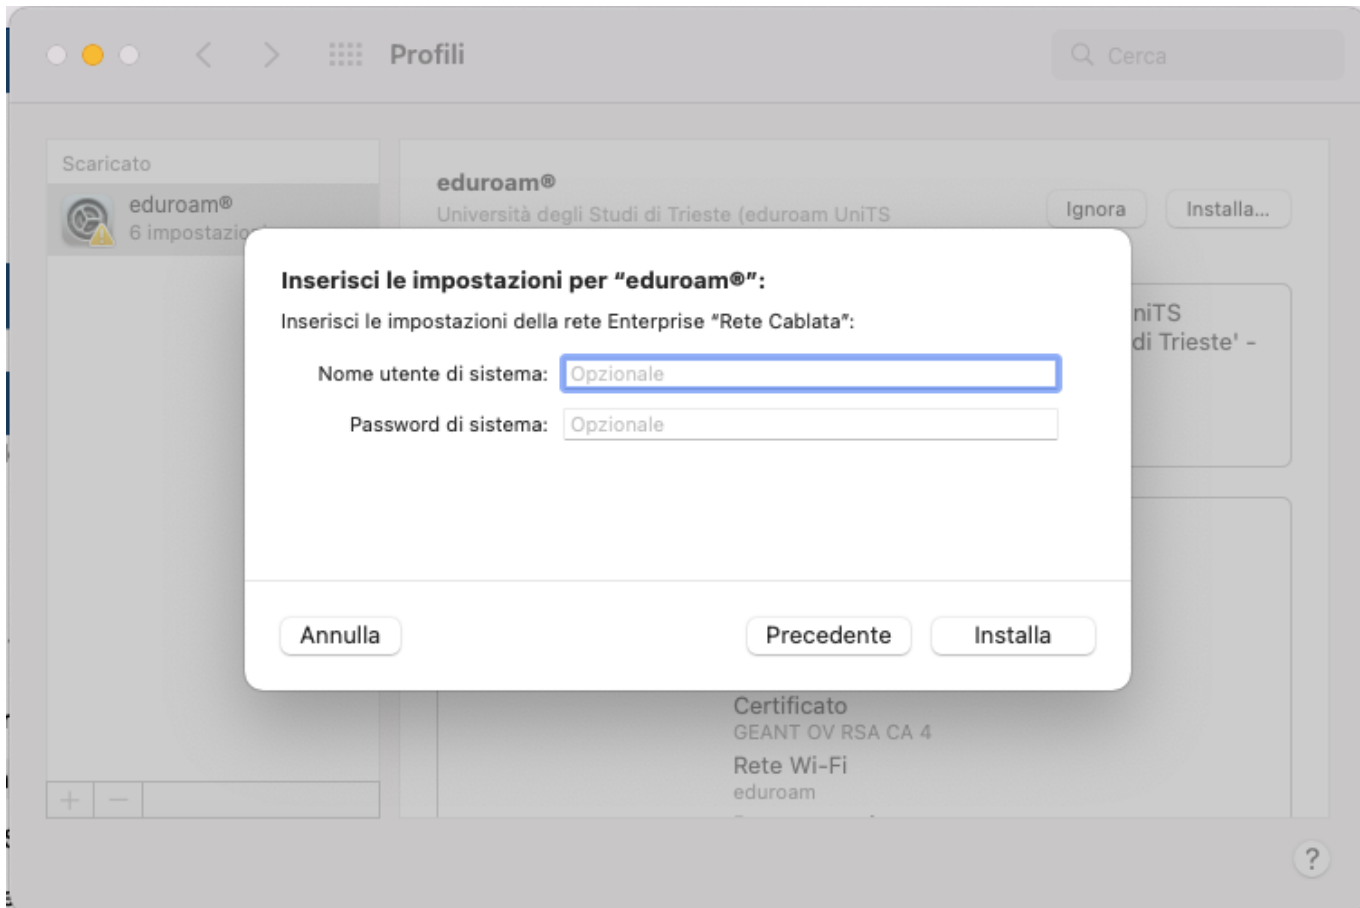 Profili
Cerca
Scaricato
eduroam®
6 impostazio
eduroam®
Università degli Studi di Trieste (eduroam UniTS
Ignora
Installa...
niTS
di Trieste' -
Inserisci le impostazioni per “eduroam®”:
Inserisci le impostazioni della rete Enterprise “Rete Cablata”:
Nome utente di sistema: Opzionale
Password di sistema: Opzionale
Annulla
Precedente
Installa
Certificato
GEANT OV RSA CA 4
Rete Wi-Fi
eduroam
?